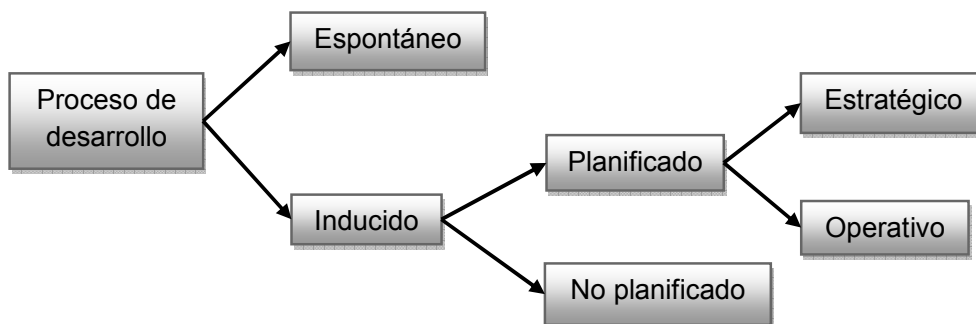 Proceso de
desarrollo
Espontáneo
Inducido
Planificado
No planificado
Estratégico
Operativo